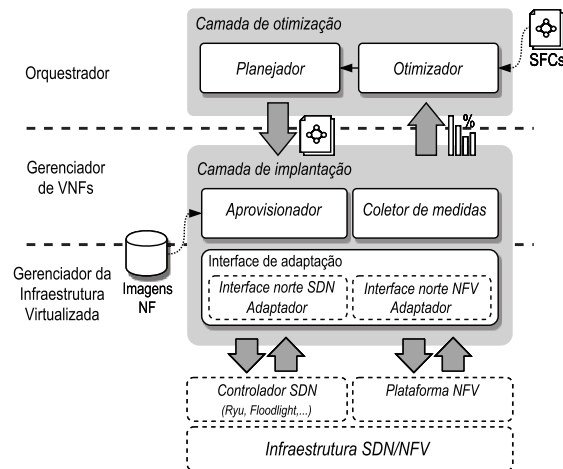 Camada de otimização
SFCs
Orquestrador
Planejador
Otimizador
%
Gerenciador
de VNFs
Camada de implantação
Aprovisionador
Coletor de medidas
Imagens
NF
Gerenciador da
Infraestrutura
Virtualizada
Interface de adaptação
Interface norte SDN
Adaptador
Interface norte NFV
Adaptador
Controlador SDN
(Ryu, Floodlight,...)
Plataforma NFV
Infraestrutura SDN/NFV